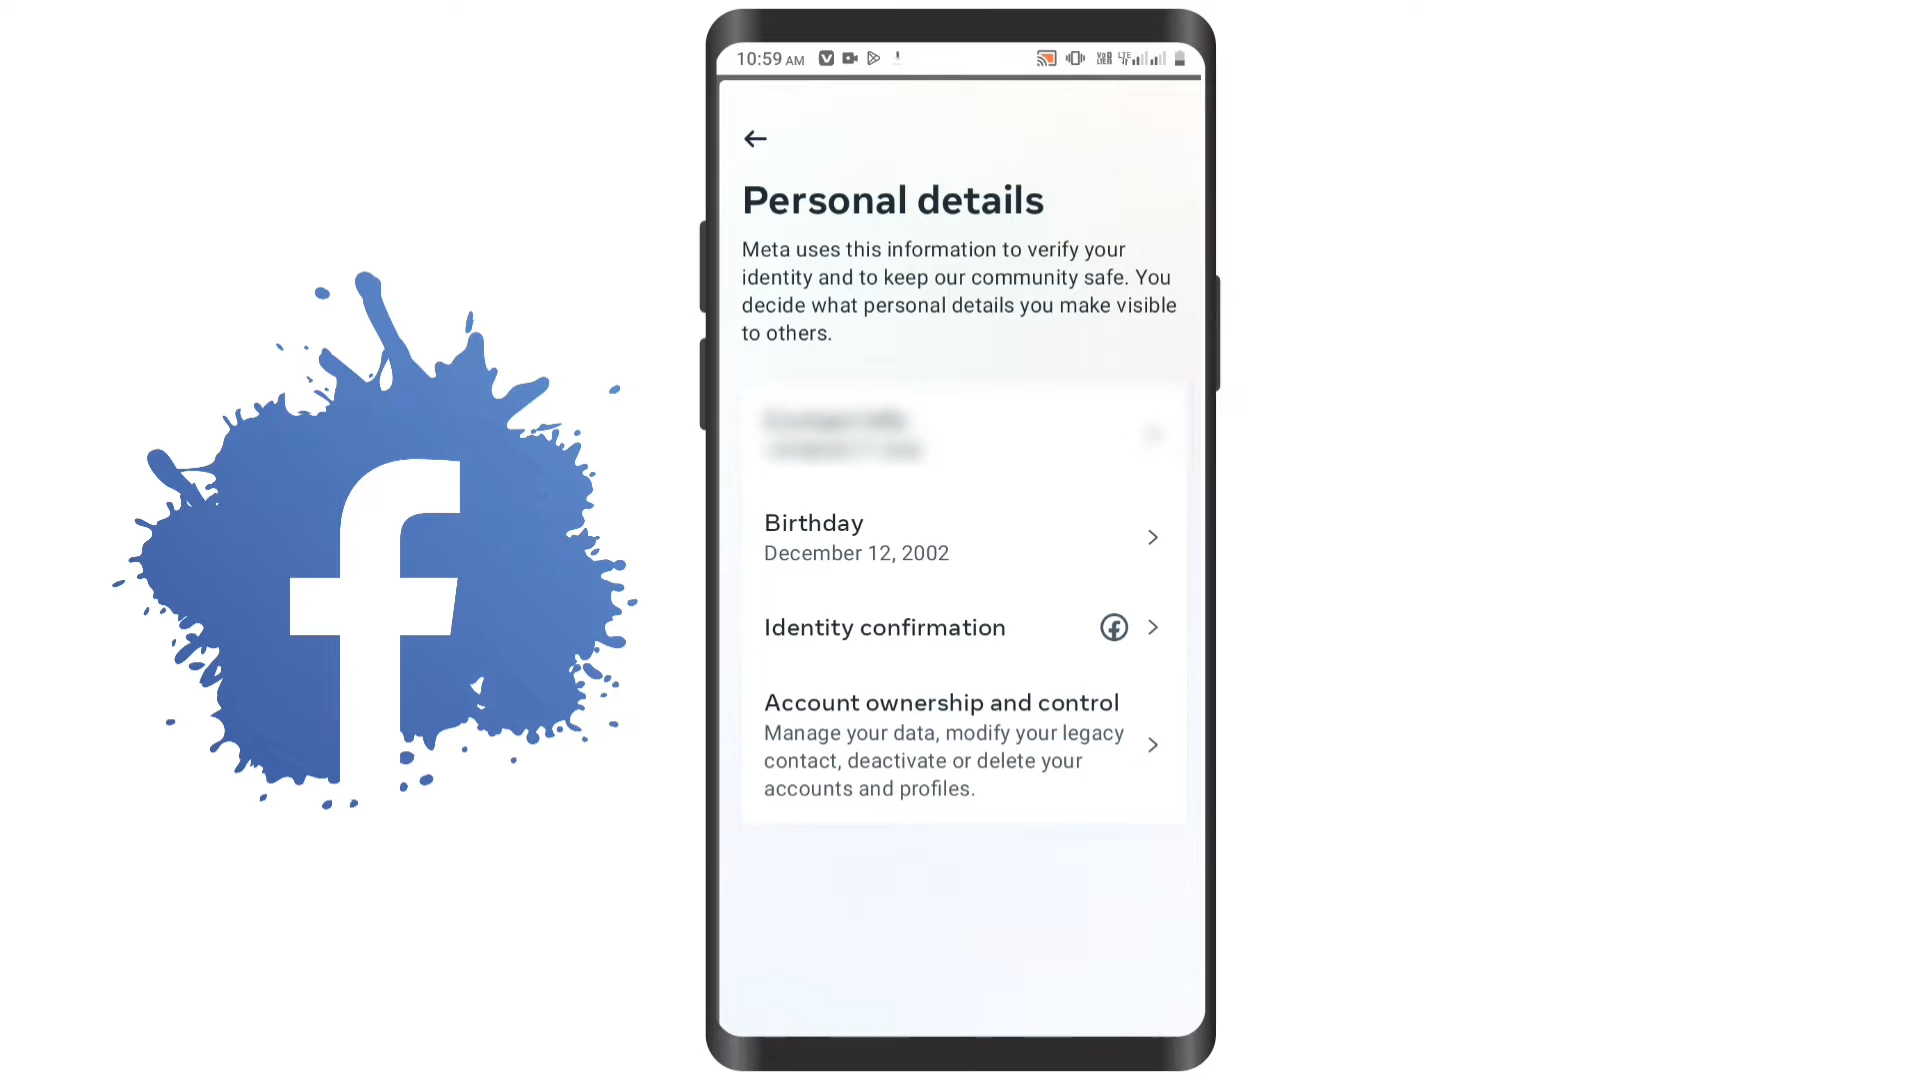 10:59 AM
Personal details
Meta uses this information to verify your
identity and to keep our community safe. You
decide what personal details you make visible
to others.
Birthday
December 12, 2002
Identity confirmation
Account ownership and control
Manage your data, modify your legacy
contact, deactivate or delete your
accounts and profiles.